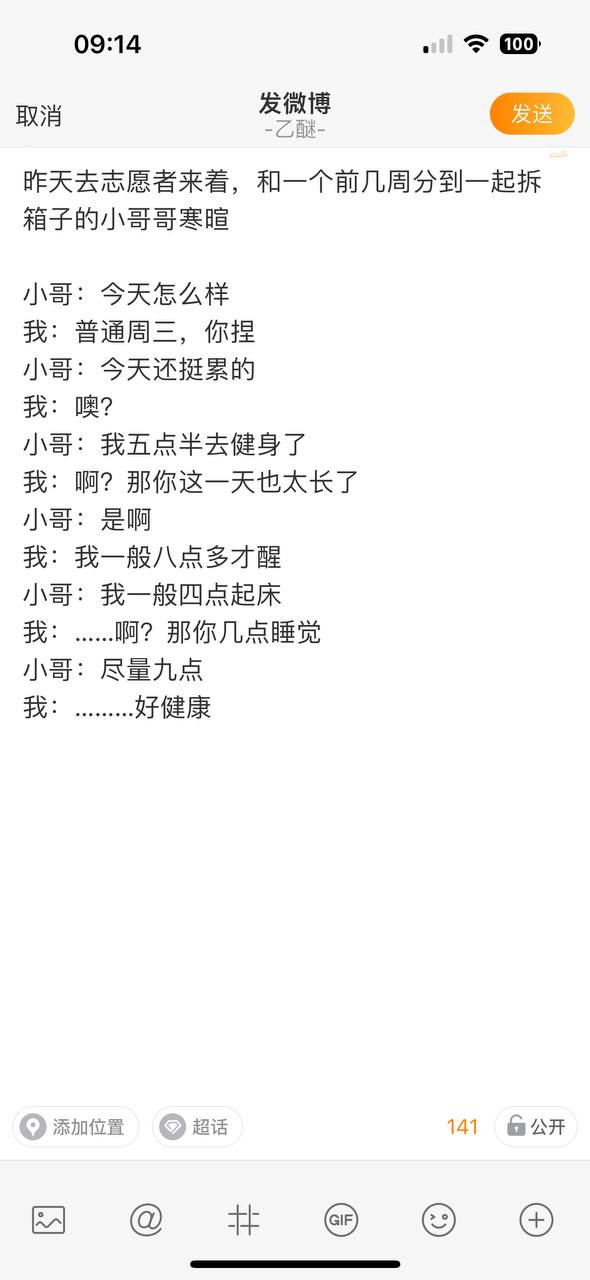 09:14
100
取消
发微博
-乙醚-
发送
昨天去志愿者来着，和一个前几周分到一起拆
箱子的小哥哥寒暄
小哥：今天怎么样
我：普通周三，你捏
小哥：今天还挺累的
我：噢？
小哥：我五点半去健身了
我：啊？那你这一天也太长了
小哥：是啊
我：我一般八点多才醒
小哥：我一般四点起床
我：……啊？那你几点睡觉
小哥：尽量九点
我：………好健康
添加位置
超话
141
公开
GIF